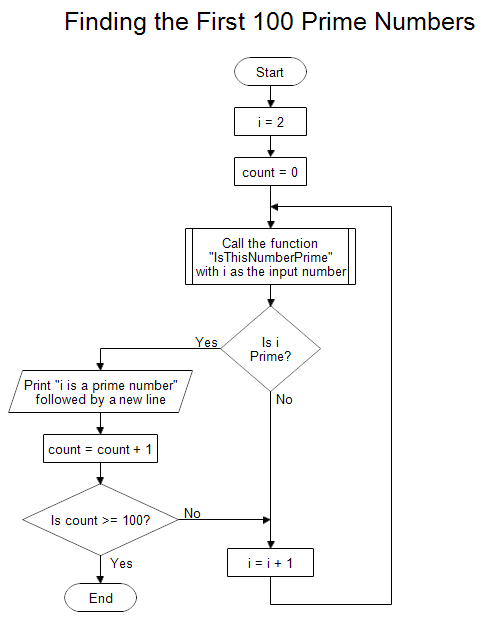 Finding the First 100 Prime Numbers
Start
i = 2
count = 0
Call the function
"IsThisNumberPrime"
with i as the input number
Is i
Prime?
Yes
No
Print "i is a prime number"
followed by a new line
count = count + 1
Is count >= 100?
No
Yes
i = i + 1
End